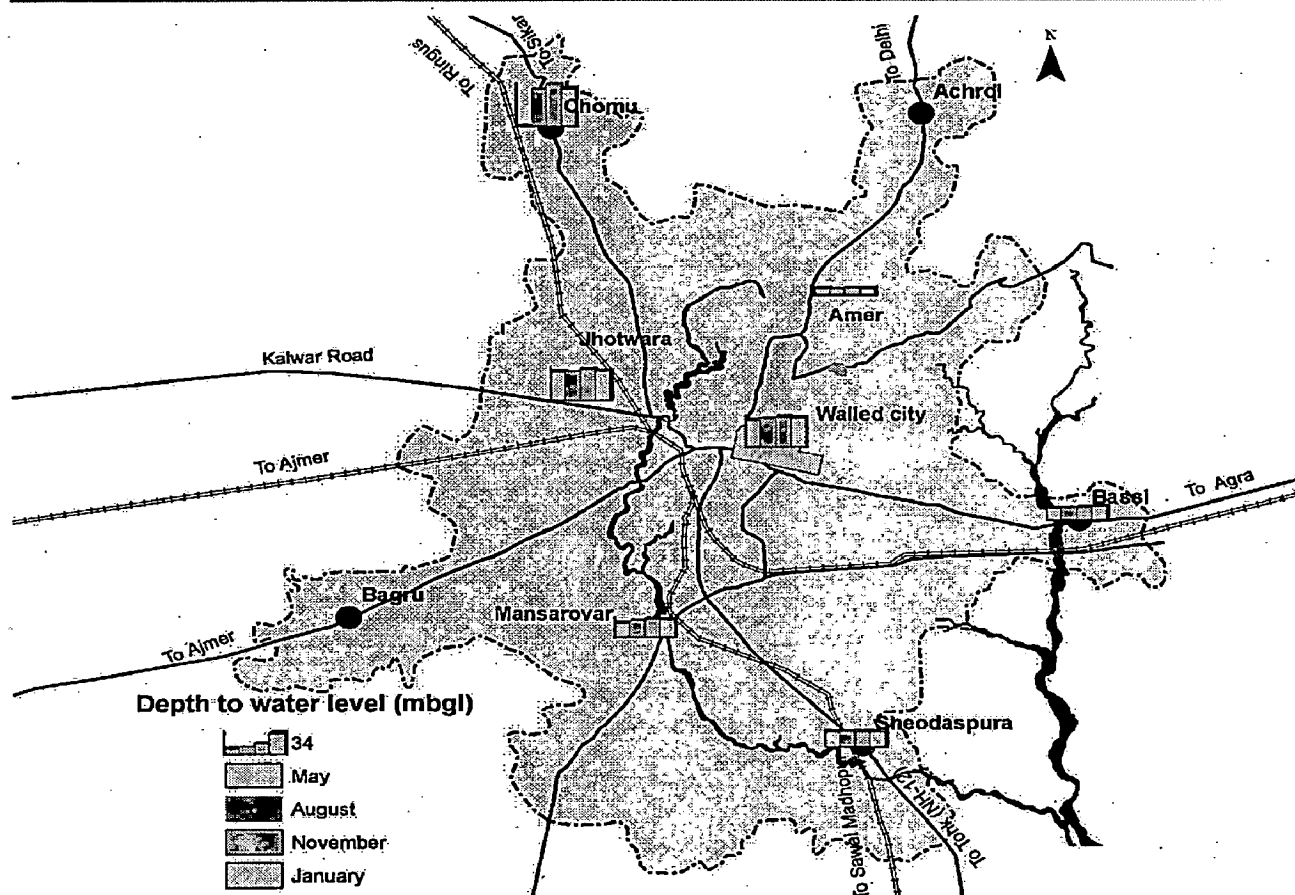 To Ringus
To Sikar
Chomu
To Delhi
N
Achrol
Amer
Jhotwara
Kalwar Road
Walled city
To Ajmer
Bassi
To Agra
Bagru
Mansarovar
To Ajmer
Sheodaspura
To Sawai Madhopur
To Tonk (NH-12)
Depth to water level (mbgl)
34
May
August
November
January